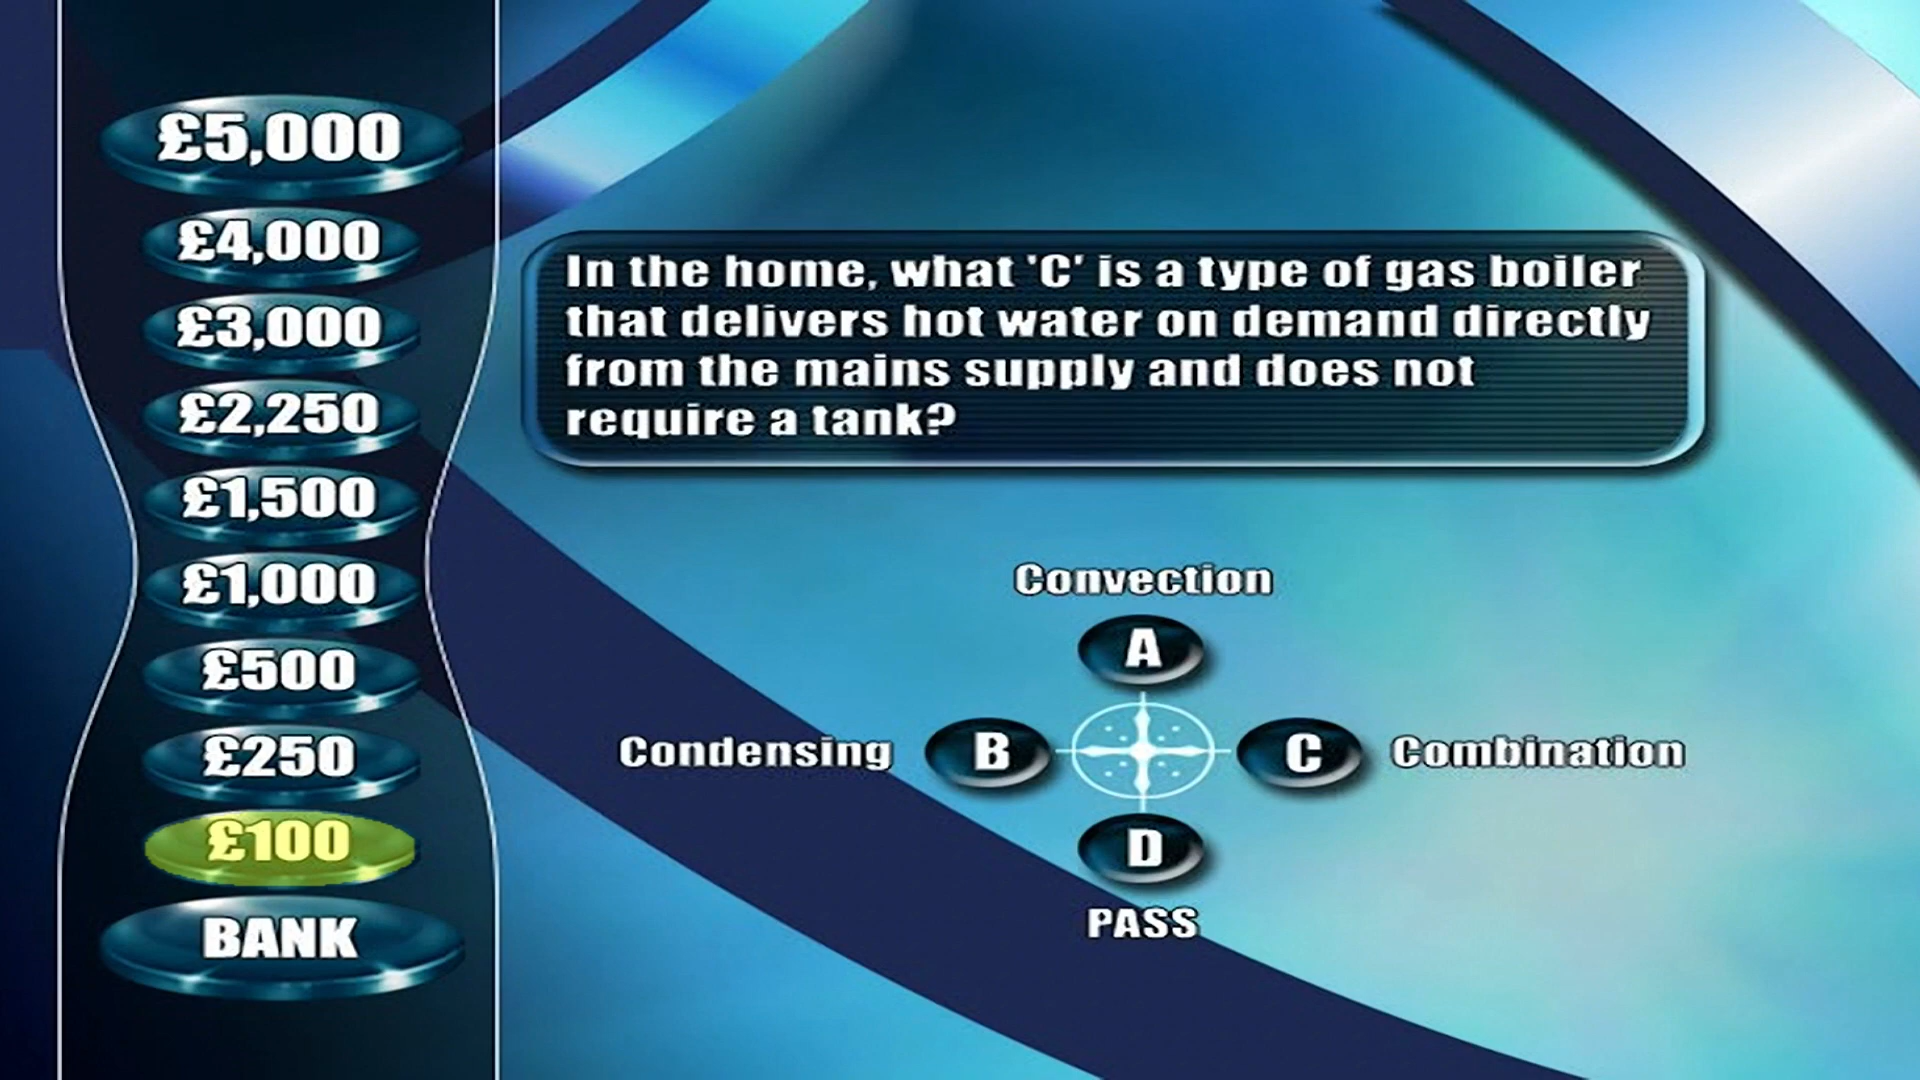 £5,000
£4,000
£3,000
£2,250
£1,500
£1,000
£500
£250
£100
BANK
In the home, what 'C' is a type of gas boiler
that delivers hot water on demand directly
from the mains supply and does not
require a tank?
Convection
A
Condensing B C Combination
D
PASS